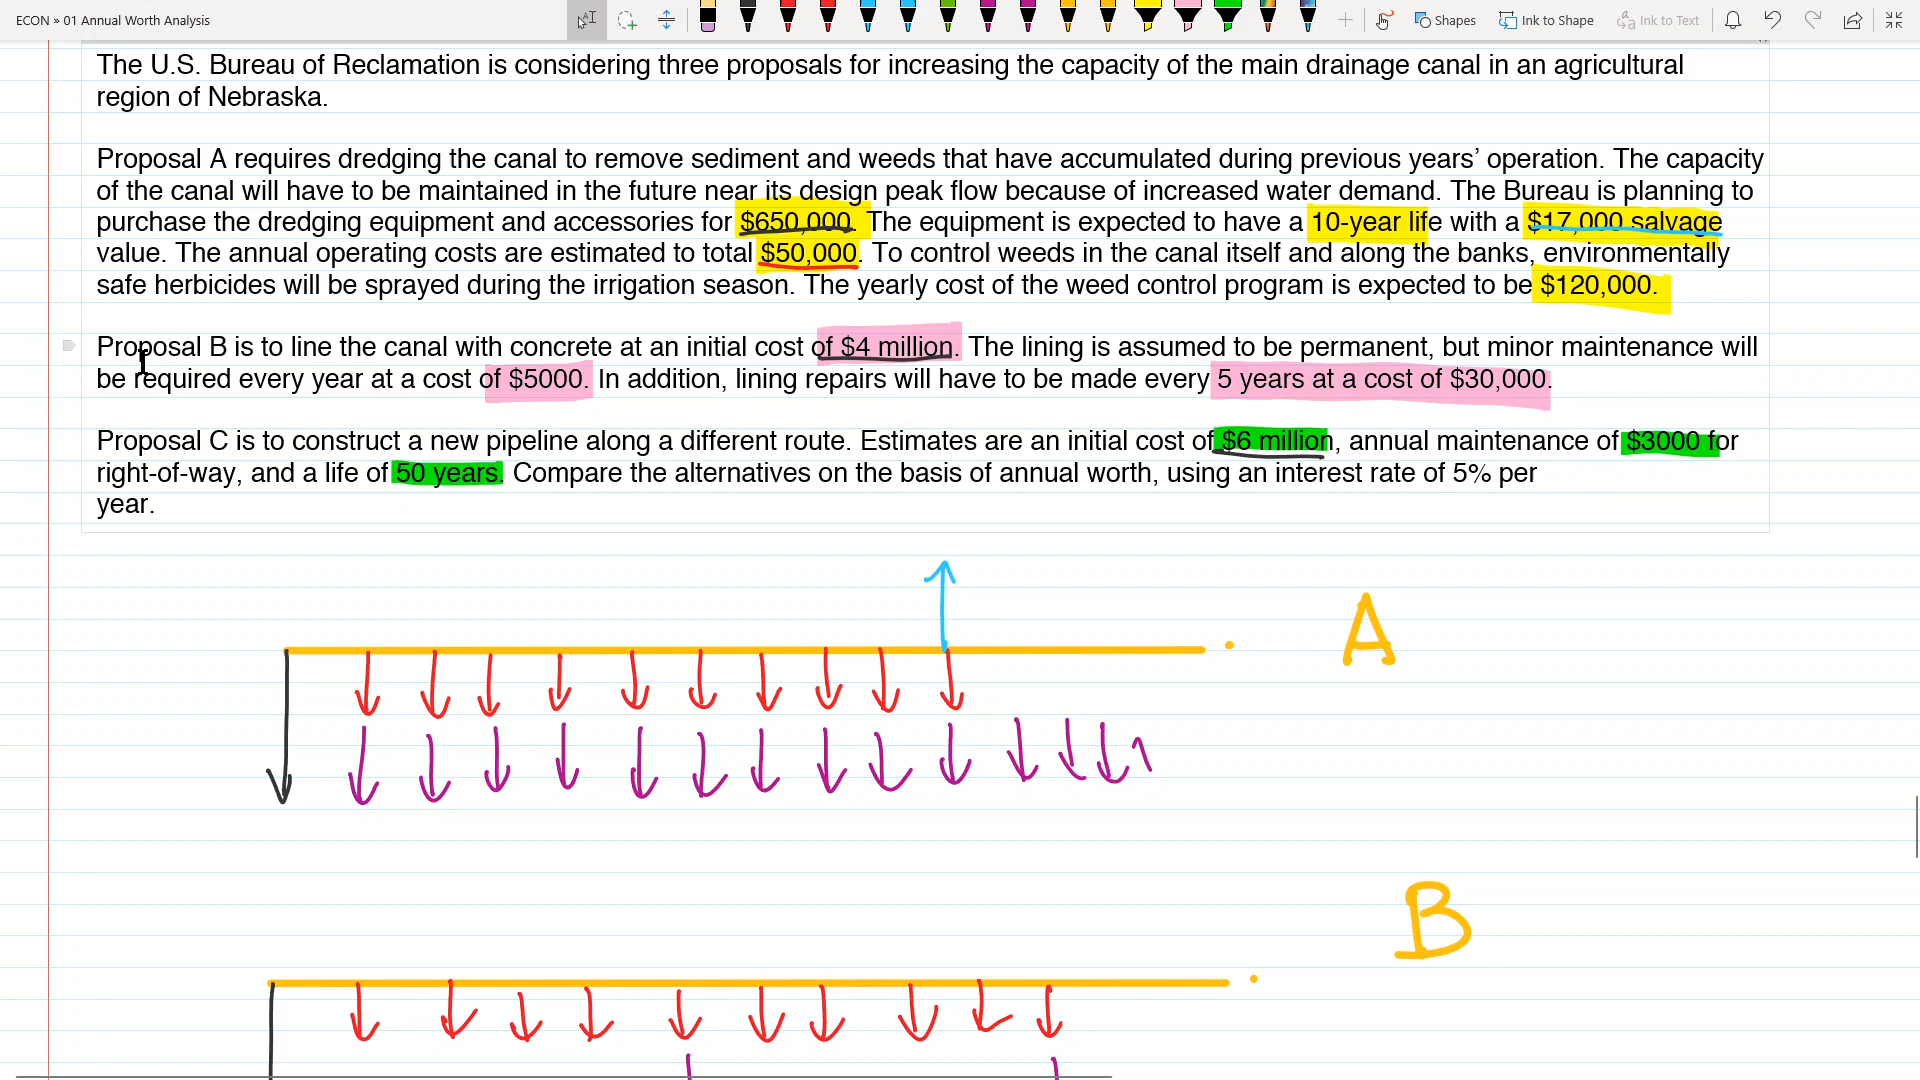 ECON » 01 Annual Worth Analysis
Shapes
Ink to Shape
Ink to Text
The U.S. Bureau of Reclamation is considering three proposals for increasing the capacity of the main drainage canal in an agricultural
region of Nebraska.
Proposal A requires dredging the canal to remove sediment and weeds that have accumulated during previous years’ operation. The capacity
of the canal will have to be maintained in the future near its design peak flow because of increased water demand. The Bureau is planning to
purchase the dredging equipment and accessories for $650,000. The equipment is expected to have a 10-year life with a $17,000 salvage
value. The annual operating costs are estimated to total $50,000. To control weeds in the canal itself and along the banks, environmentally
safe herbicides will be sprayed during the irrigation season. The yearly cost of the weed control program is expected to be $120,000.
Proposal B is to line the canal with concrete at an initial cost of $4 million. The lining is assumed to be permanent, but minor maintenance will
be required every year at a cost of $5000. In addition, lining repairs will have to be made every 5 years at a cost of $30,000.
Proposal C is to construct a new pipeline along a different route. Estimates are an initial cost of $6 million, annual maintenance of $3000 for
right-of-way, and a life of 50 years. Compare the alternatives on the basis of annual worth, using an interest rate of 5% per
year.
A
B